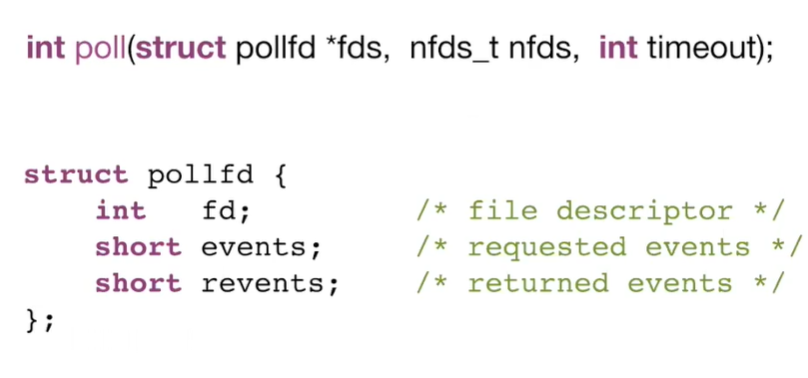 int poll(struct pollfd *fds, nfds_t nfds, int timeout);
struct pollfd {
int fd; /* file descriptor */
short events; /* requested events */
short revents; /* returned events */
};